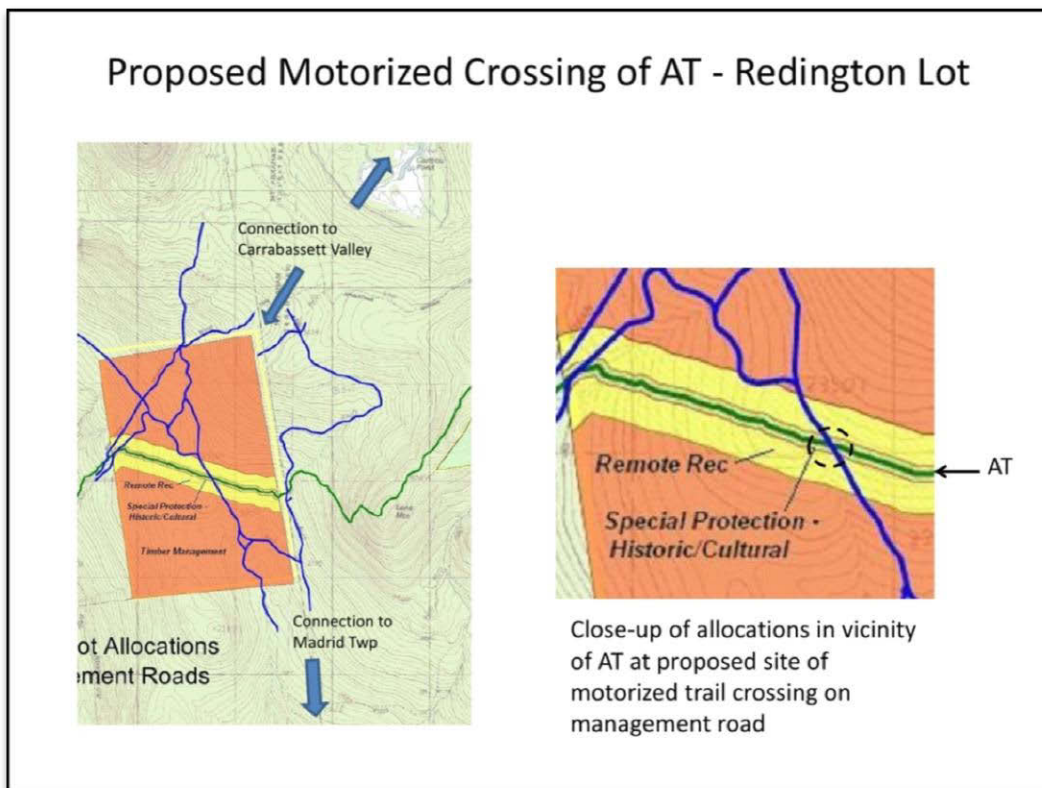 Proposed Motorized Crossing of AT - Redington Lot
Connection to
Carrabassett Valley
Remote Rec
Special Protection -
Historic/Cultural
Timber Management
Connection to
Madrid Twp
ot Allocations
ement Roads
Remote Rec
Special Protection -
Historic/Cultural
AT
Close-up of allocations in vicinity
of AT at proposed site of
motorized trail crossing on
management road